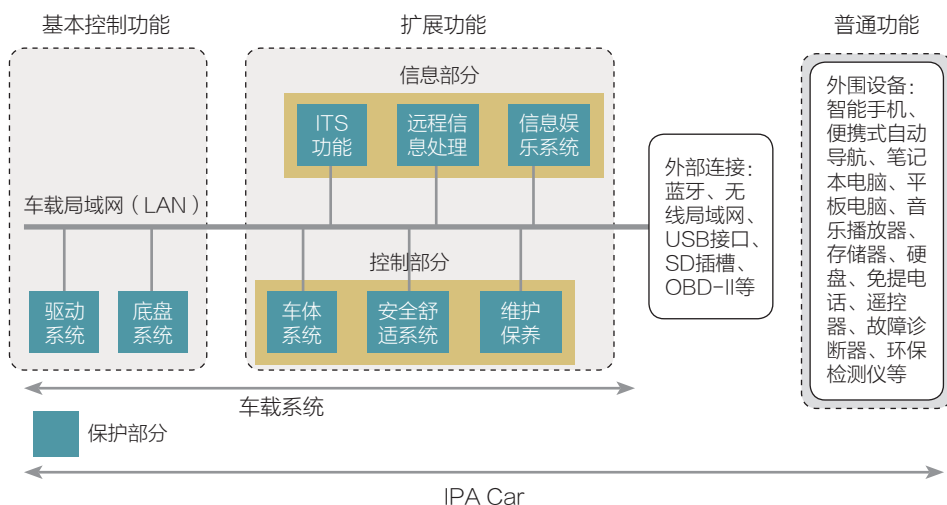 基本控制功能
扩展功能
普通功能
信息部分
ITS
功能
远程信
息处理
信息娱
乐系统
车载局域网（LAN）
控制部分
驱动
系统
底盘
系统
车体
系统
安全舒
适系统
维护
保养
外部连接：
蓝牙、无
线局域网、
USB接口、
SD插槽、
OBD-II等
外围设备：
智能手机、
便携式自动
导航、笔记
本电脑、平
板电脑、音
乐播放器、
存储器、硬
盘、免提电
话、遥控
器、故障诊
断器、环保
检测仪等
车载系统
保护部分
IPA Car